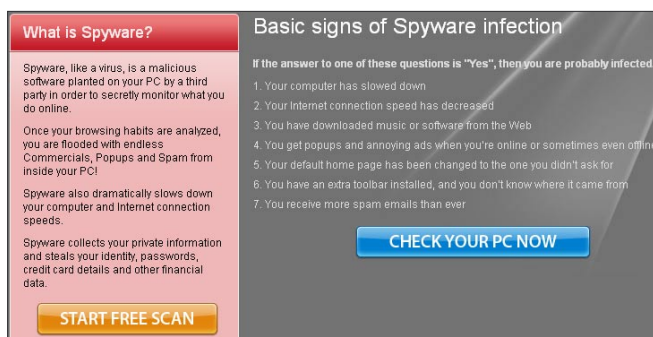 What is Spyware?
Spyware, like a virus, is a malicious
software planted on your PC by a third
party in order to secretly monitor what you
do online.
Once your browsing habits are analyzed,
you are flooded with endless
Commercials, Popups and Spam from
inside your PC!
Spyware also dramatically slows down
your computer and Internet connection
speeds.
Spyware collects your private information
and steals your identity, passwords,
credit card details and other financial
data.
START FREE SCAN
Basic signs of Spyware infection
If the answer to one of these questions is "Yes", then you are probably infected
1. Your computer has slowed down
2. Your Internet connection speed has decreased
3. You have downloaded music or software from the Web
4. You get popups and annoying ads when you're online or sometimes even offline
5. Your default home page has been changed to the one you didn't ask for
6. You have an extra toolbar installed, and you don't know where it came from
7. You receive more spam emails than ever
CHECK YOUR PC NOW